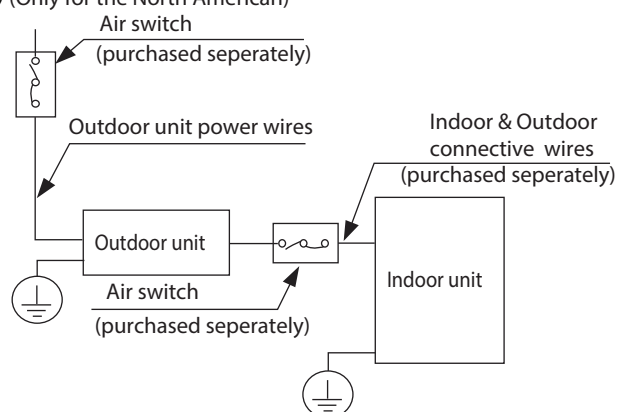 (Only for the North American)
Air switch
(purchased seperately)
Outdoor unit power wires
Indoor & Outdoor
connective wires
(purchased seperately)
Outdoor unit
Indoor unit
Air switch
(purchased seperately)